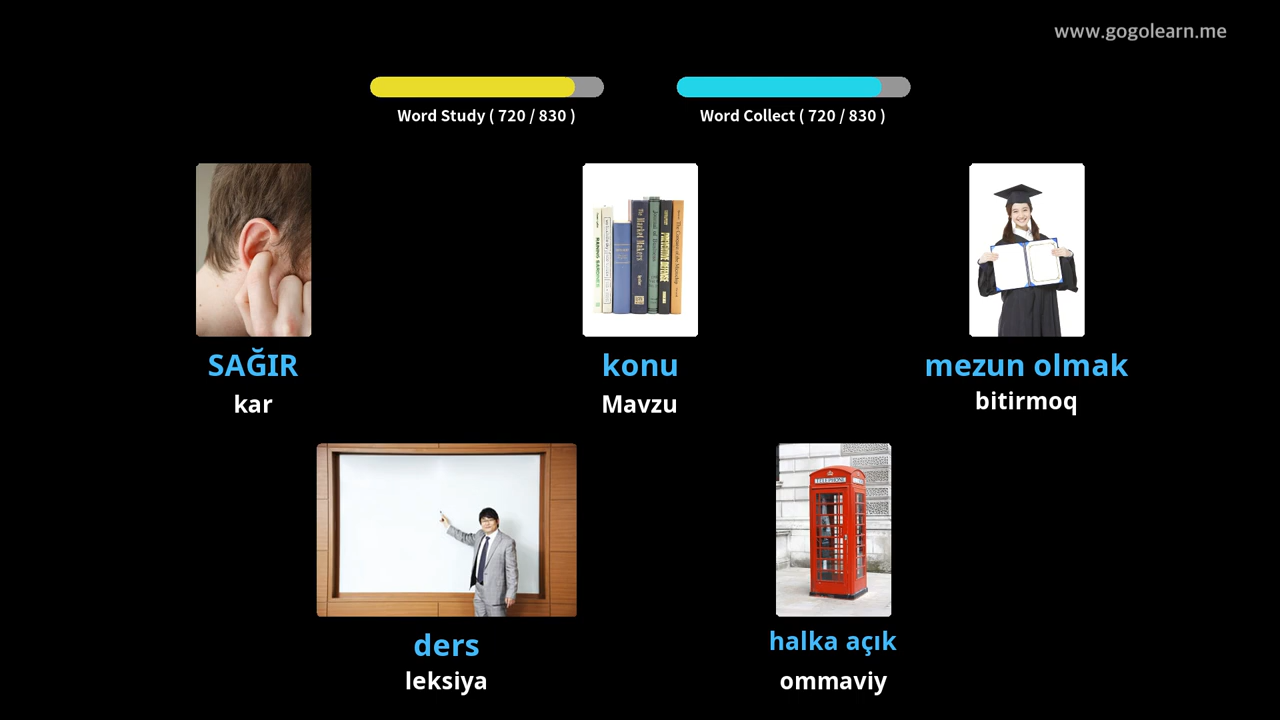 www.gogolearn.me
Word Study ( 720 / 830 )
Word Collect ( 720 / 830 )
SAĞIR
kar
konu
Mavzu
mezun olmak
bitirmoq
TELEPHONE
ders
leksiya
halka açık
ommaviy